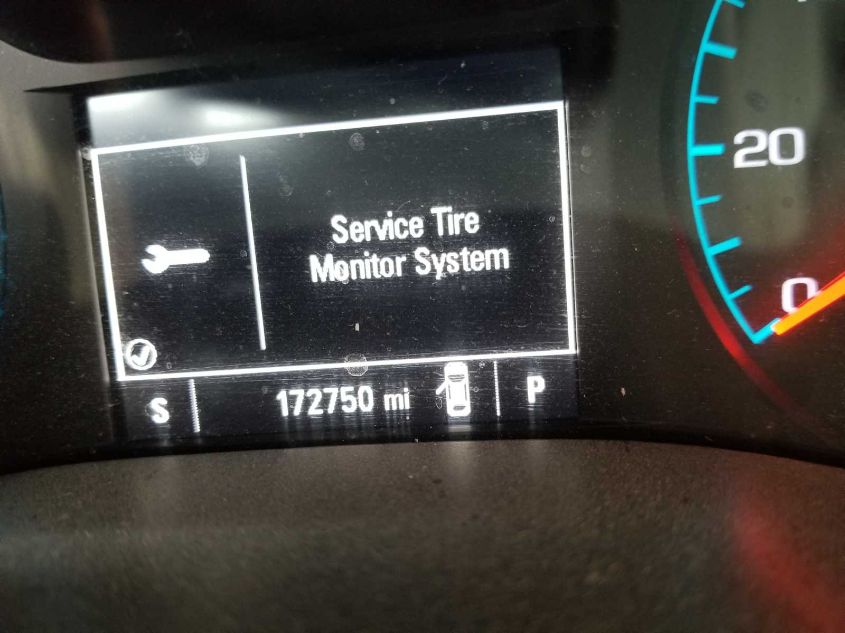 20
Service Tire
Monitor System
0
S 172750 mi P